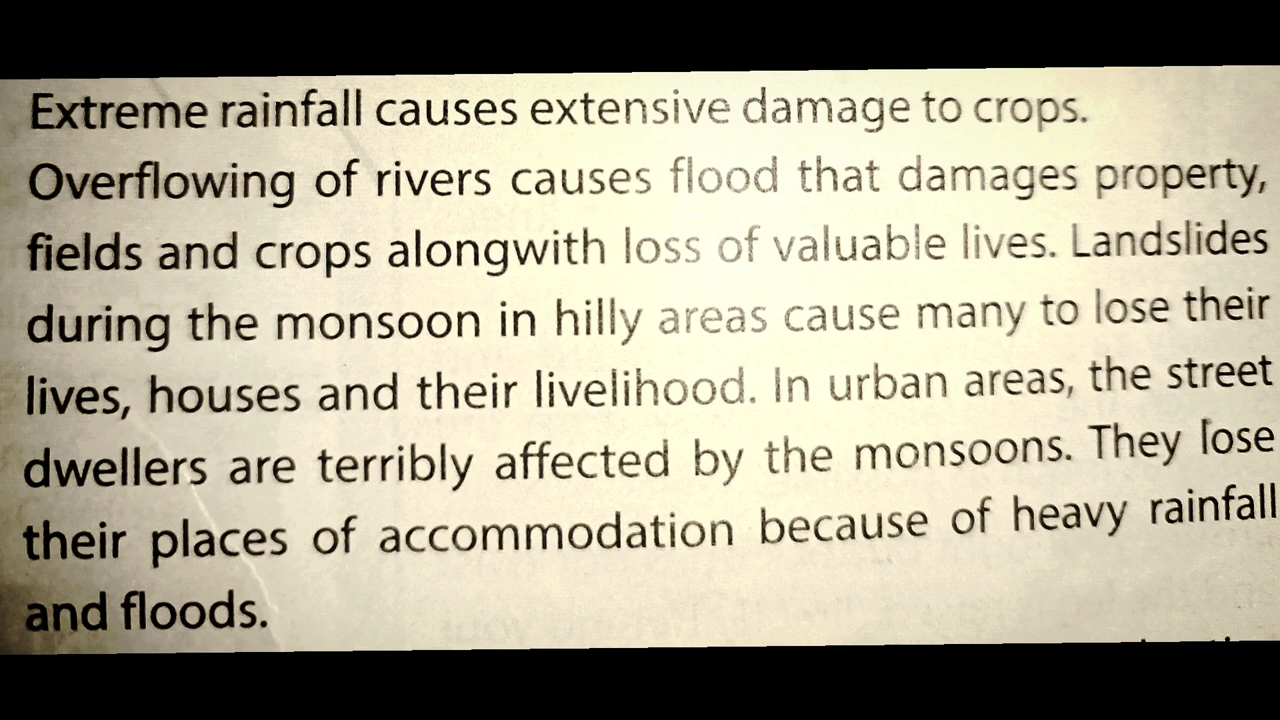 Extreme rainfall causes extensive damage to crops.
Overflowing of rivers causes flood that damages property,
fields and crops alongwith loss of valuable lives. Landslides
during the monsoon in hilly areas cause many to lose their
lives, houses and their livelihood. In urban areas, the street
dwellers are terribly affected by the monsoons. They lose
their places of accommodation because of heavy rainfall
and floods.